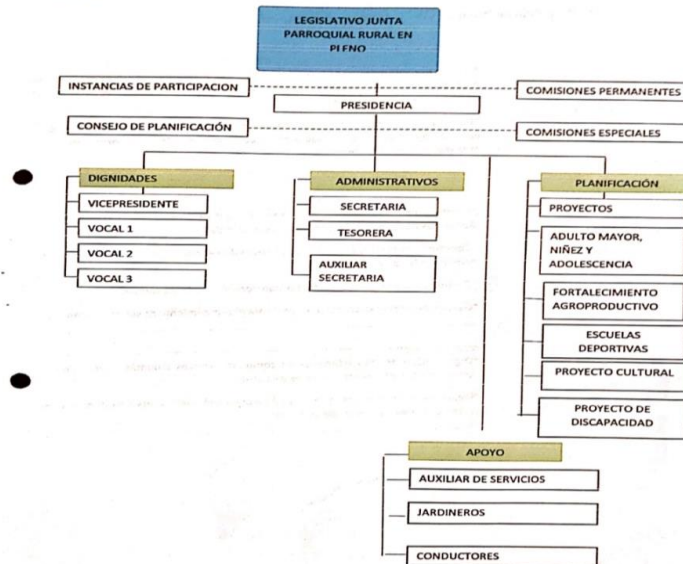 LEGISLATIVO JUNTA
PARROQUIAL RURAL EN
PLENO
INSTANCIAS DE PARTICIPACION
COMISIONES PERMANENTES
PRESIDENCIA
CONSEJO DE PLANIFICACIÓN
COMISIONES ESPECIALES
DIGNIDADES
VICEPRESIDENTE
VOCAL 1
VOCAL 2
VOCAL 3
ADMINISTRATIVOS
SECRETARIA
TESORERA
AUXILIAR
SECRETARIA
PLANIFICACIÓN
PROYECTOS
ADULTO MAYOR,
NIÑEZ Y
ADOLESCENCIA
FORTALECIMIENTO
AGROPRODUCTIVO
ESCUELAS
DEPORTIVAS
PROYECTO CULTURAL
PROYECTO DE
DISCAPACIDAD
APOYO
AUXILIAR DE SERVICIOS
JARDINEROS
CONDUCTORES